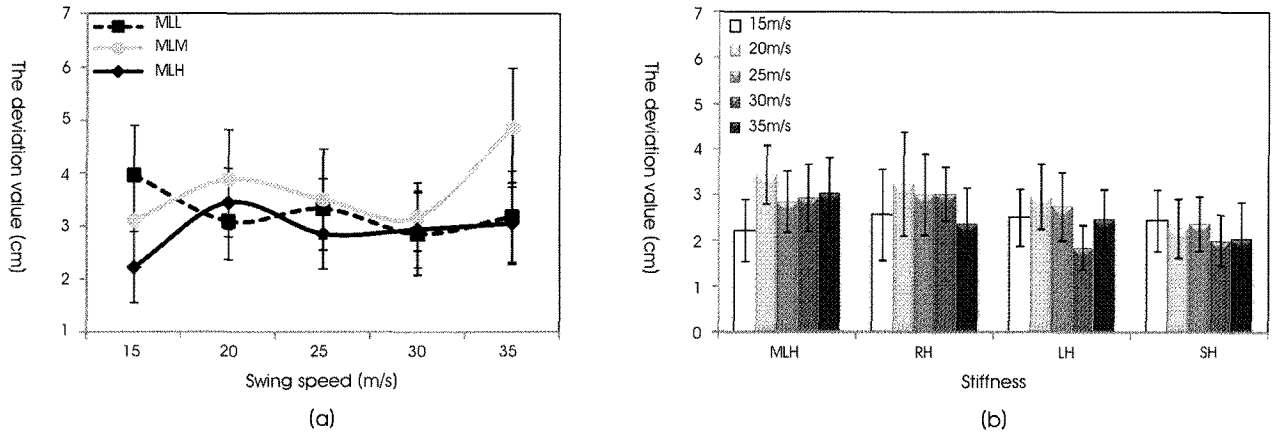 The deviation value (cm)
7
6
5
4
3
2
1
MLL
MLM
MLH
15
20
25
30
35
Swing speed (m/s)
(a)
The deviation value (cm)
7
6
5
4
3
2
1
0
15m/s
20m/s
25m/s
30m/s
35m/s
MLH
RH
LH
SH
Stiffness
(b)